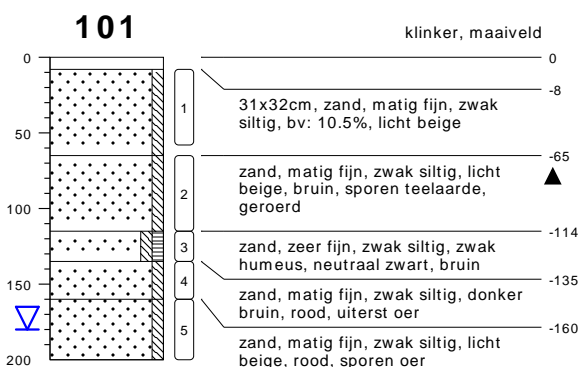 101
klinker, maaiveld
0
0
-8
1
31x32cm, zand, matig fijn, zwak
siltig, bv: 10.5%, licht beige
50
-65
2
zand, matig fijn, zwak siltig, licht
beige, bruin, sporen teelaarde,
geroerd
100
-114
3
zand, zeer fijn, zwak siltig, zwak
humeus, neutraal zwart, bruin
-135
4
150
zand, matig fijn, zwak siltig, donker
bruin, rood, uiterst oer
-160
5
zand, matig fijn, zwak siltig, licht
beige, rood, sporen oer
200